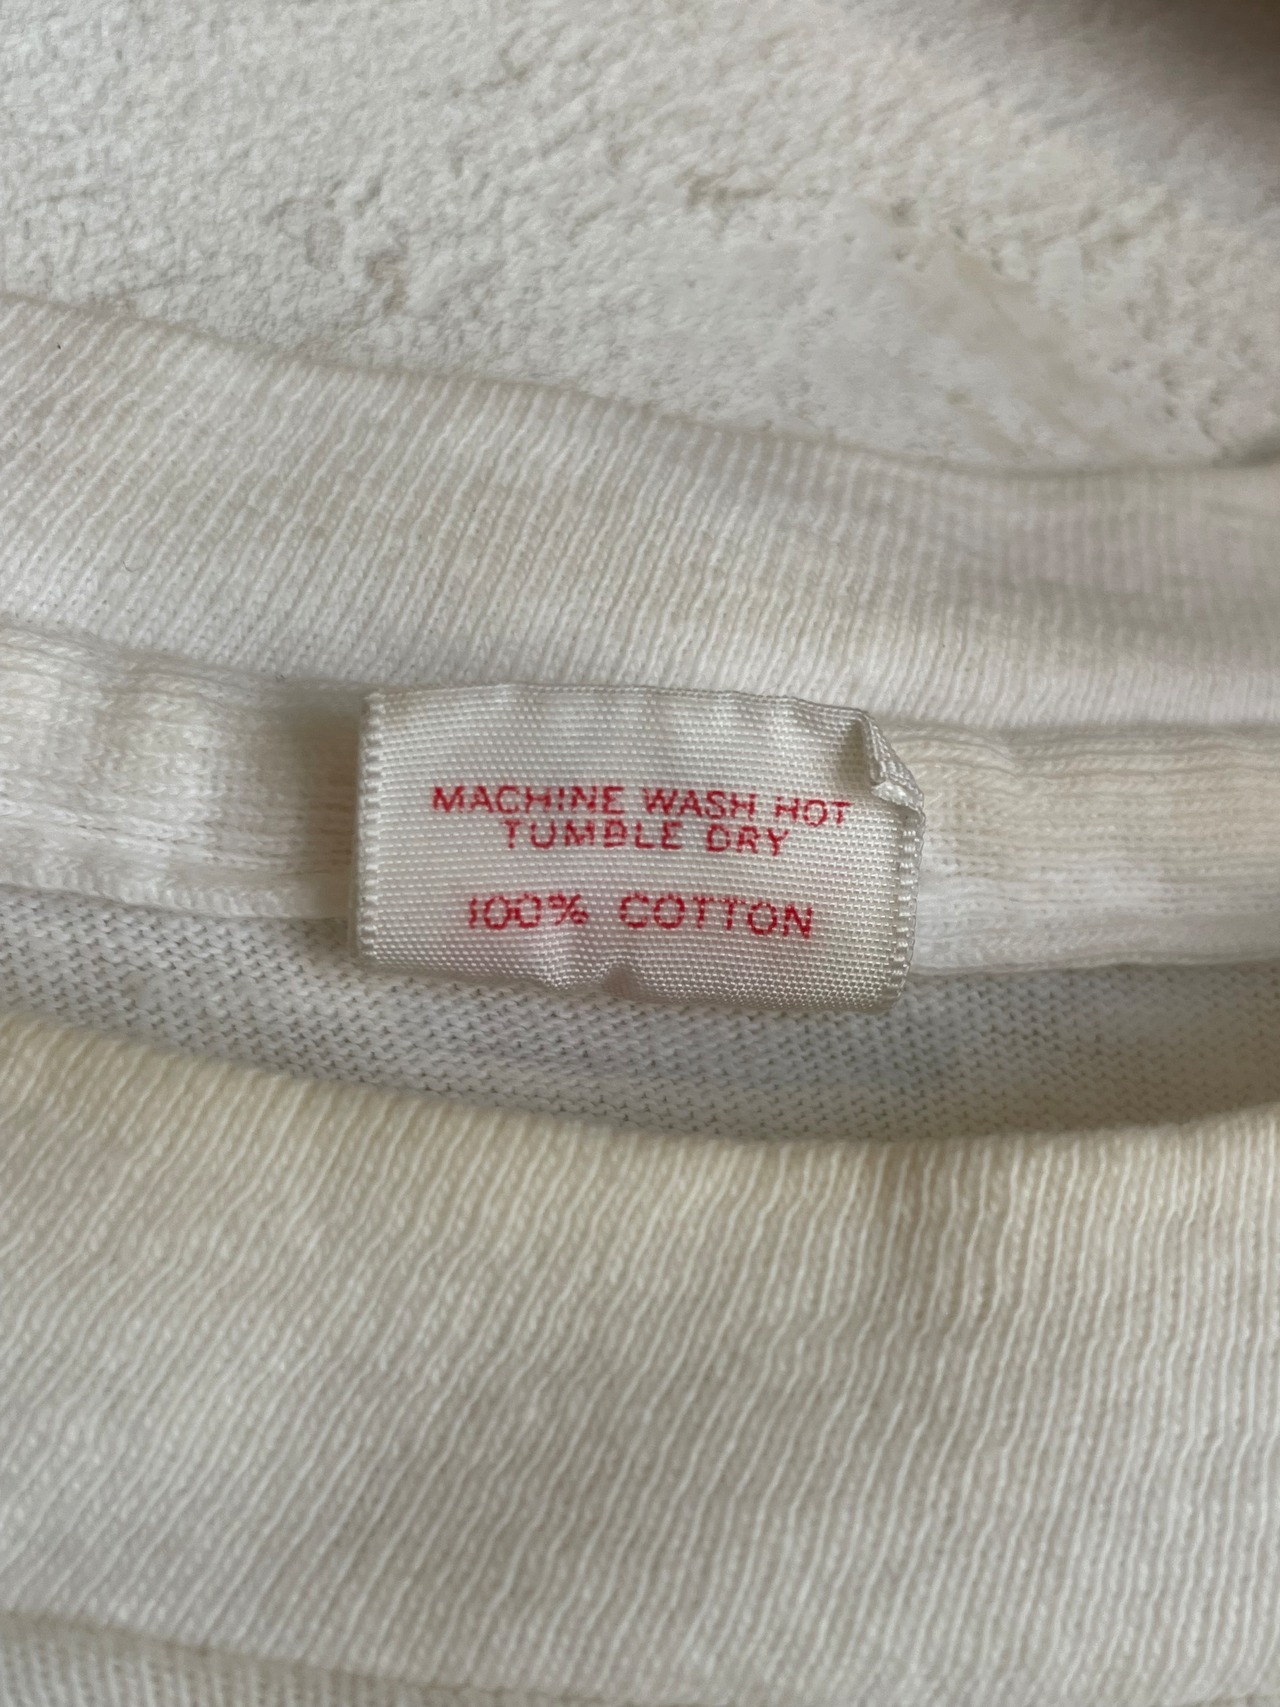 MACHINE WASH HOT
TUMBLE DRY
100% COTTON